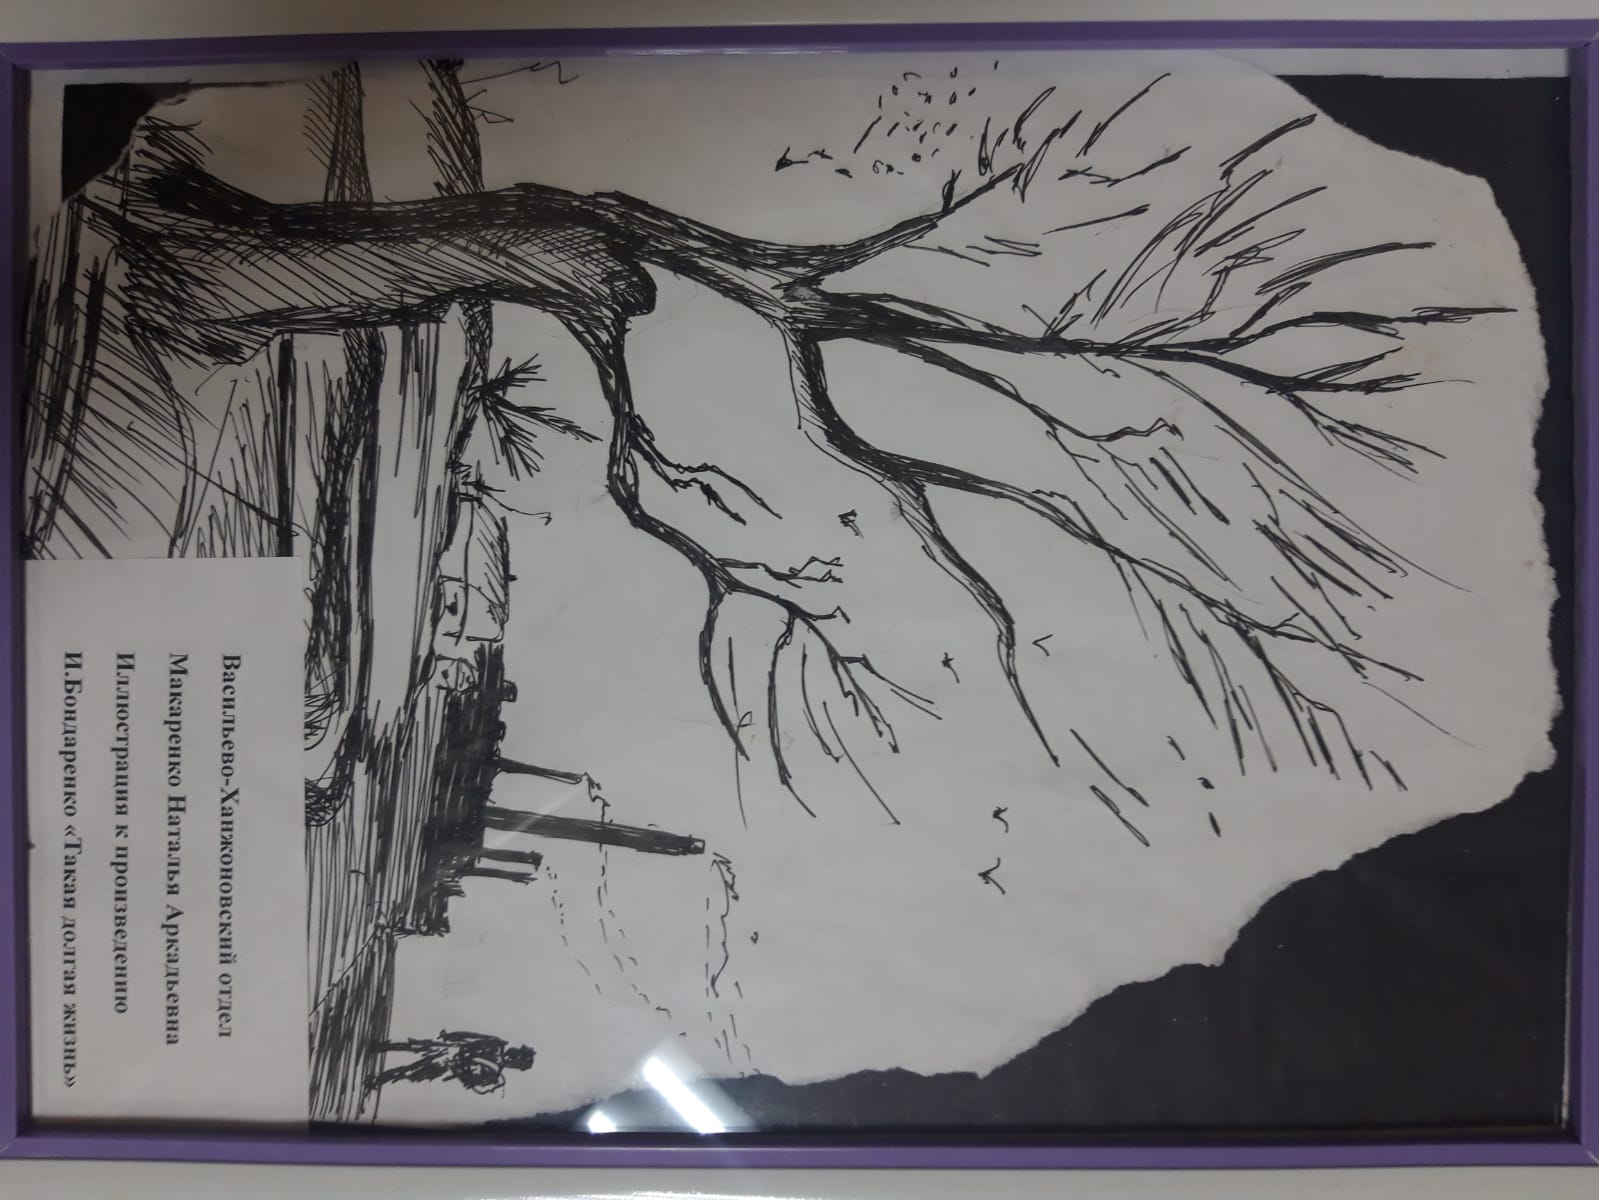 Васильево-Ханжоновский отдел
Макаренко Наталья Аркадьевна
Иллюстрация к произведению
И.Бондаренко «Такая долгая жизнь»